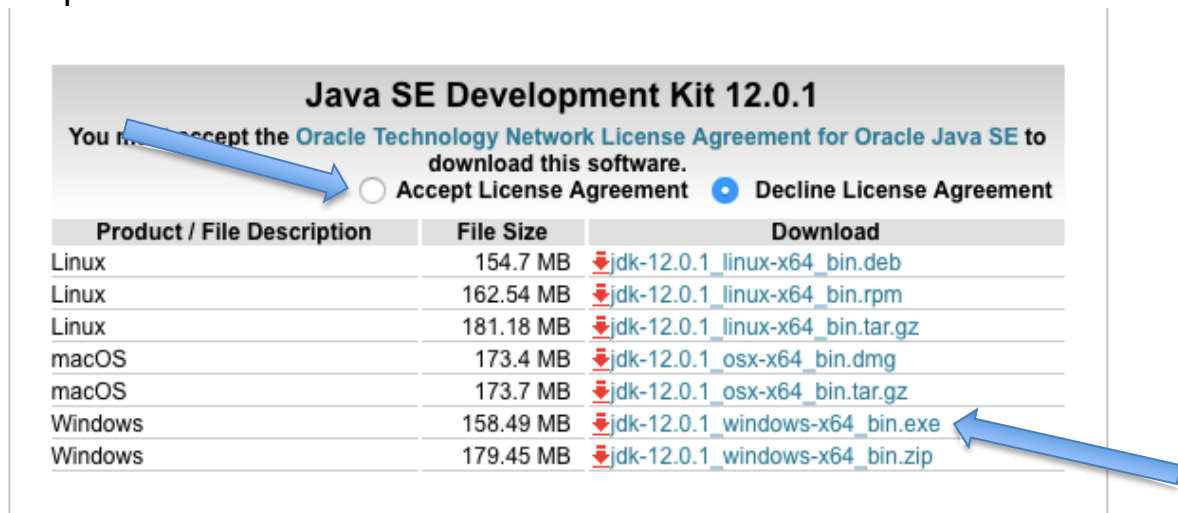 Java SE Development Kit 12.0.1
You accept the Oracle Technology Network License Agreement for Oracle Java SE to
download this software.
Accept License Agreement Decline License Agreement
Product / File Description File Size Download
Linux 154.7 MB jdk-12.0.1_linux-x64_bin.deb
Linux 162.54 MB jdk-12.0.1_linux-x64_bin.rpm
Linux 181.18 MB jdk-12.0.1_linux-x64_bin.tar.gz
macOS 173.4 MB jdk-12.0.1_osx-x64_bin.dmg
macOS 173.7 MB jdk-12.0.1_osx-x64_bin.tar.gz
Windows 158.49 MB jdk-12.0.1_windows-x64_bin.exe
Windows 179.45 MB jdk-12.0.1_windows-x64_bin.zip